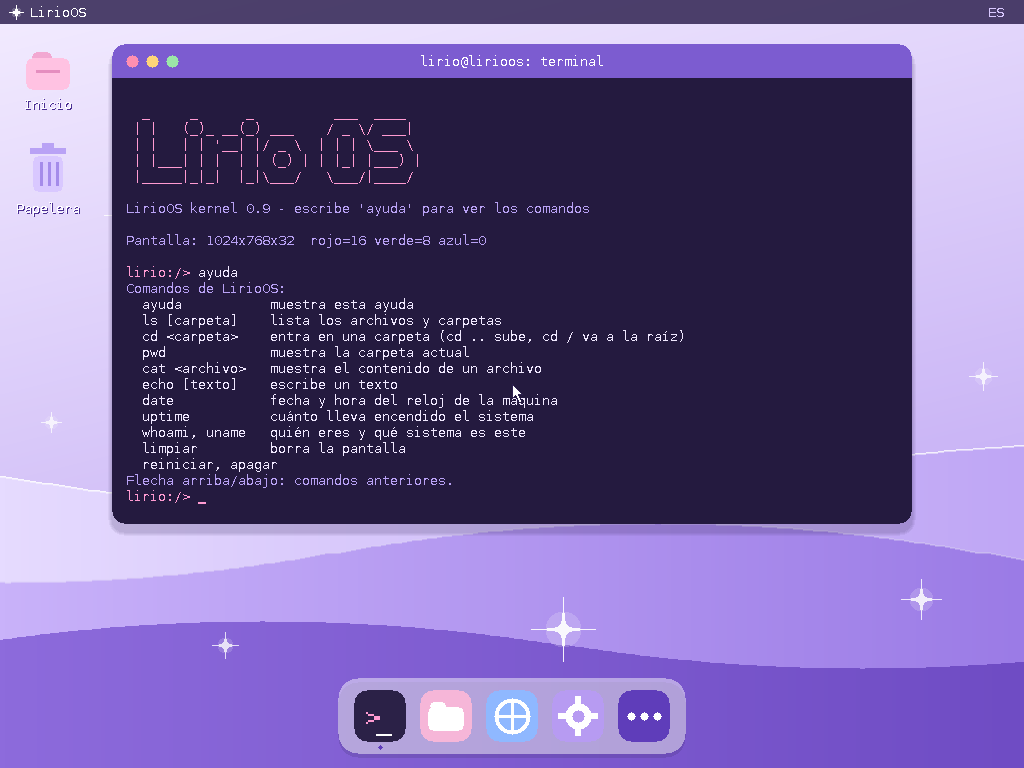 LirioOS
ES
lirio@lirioos: terminal
Inicio
Papelera
Lirio OS
LirioOS kernel 0.9 - escribe 'ayuda' para ver los comandos
Pantalla: 1024x768x32  rojo=16 verde=8 azul=0
lirio:/> ayuda
Comandos de LirioOS:
ayuda           muestra esta ayuda
ls [carpeta]    lista los archivos y carpetas
cd <carpeta>    entra en una carpeta (cd .. sube, cd / va a la raíz)
pwd             muestra la carpeta actual
cat <archivo>   muestra el contenido de un archivo
echo [texto]    escribe un texto
date            fecha y hora del reloj de la máquina
uptime          cuánto lleva encendido el sistema
whoami, uname   quién eres y qué sistema es este
limpiar         borra la pantalla
reiniciar, apagar
Flecha arriba/abajo: comandos anteriores.
lirio:/> _
>_